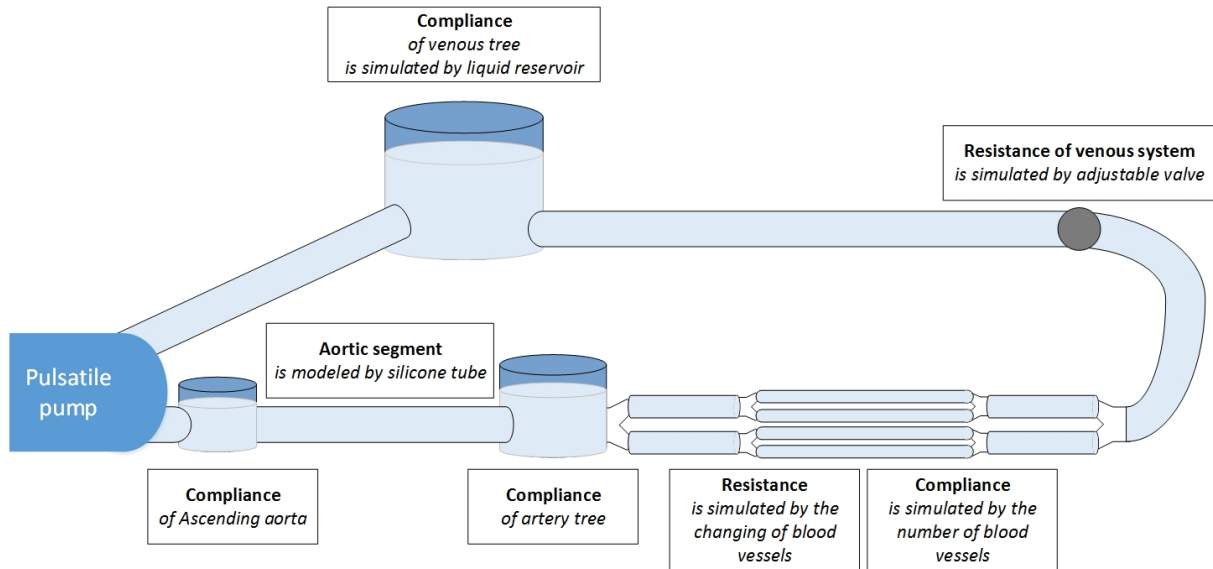 Compliance
of venous tree
is simulated by liquid reservoir
Resistance of venous system
is simulated by adjustable valve
Pulsatile
pump
Aortic segment
is modeled by silicone tube
Compliance
of Ascending aorta
Compliance
of artery tree
Resistance
is simulated by the
changing of blood
vessels
Compliance
is simulated by the
number of blood
vessels